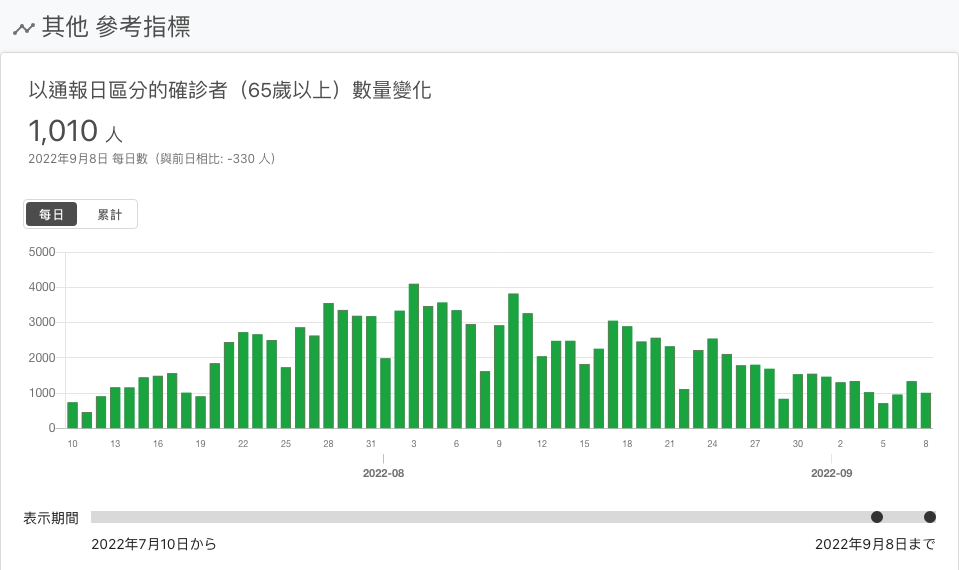 其他 參考指標
以通報日區分的確診者（65歲以上）數量變化
1,010 人
2022年9月8日 每日數（與前日相比: -330 人）
每日 累計
5000
4000
3000
2000
1000
0
10 13 16 19 22 25 28 31 3 6 9 12 15 18 21 24 27 30 2 5 8
2022-08 2022-09
表示期間
2022年7月10日から 2022年9月8日まで